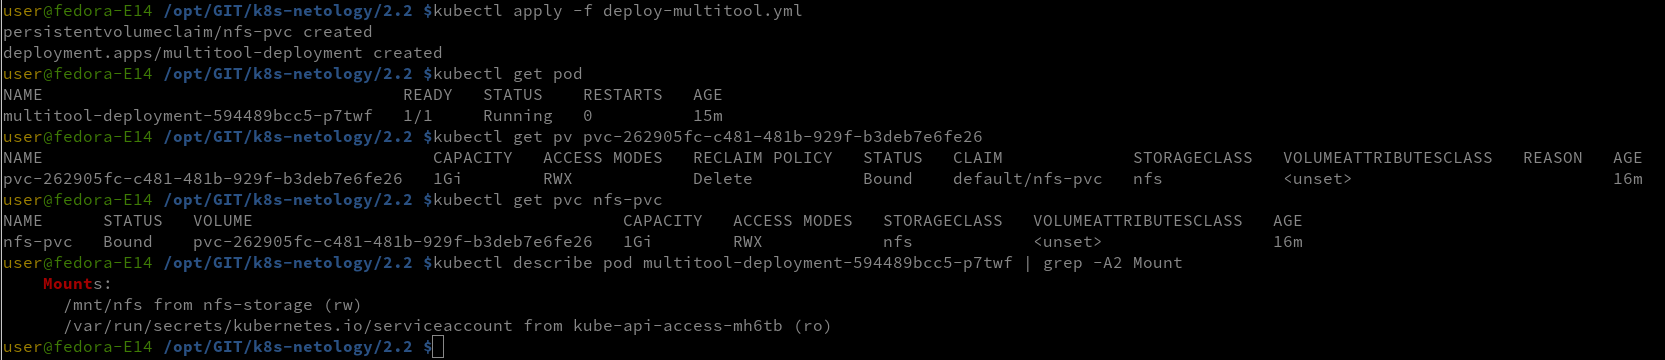 user@fedora-E14 /opt/GIT/k8s-netology/2.2 $kubectl apply -f deploy-multitool.yml
persistentvolumeclaim/nfs-pvc created
deployment.apps/multitool-deployment created
user@fedora-E14 /opt/GIT/k8s-netology/2.2 $kubectl get pod
NAME                                    READY   STATUS    RESTARTS   AGE
multitool-deployment-594489bcc5-p7twf   1/1     Running   0          15m
user@fedora-E14 /opt/GIT/k8s-netology/2.2 $kubectl get pv pvc-262905fc-c481-481b-929f-b3deb7e6fe26
NAME                                       CAPACITY   ACCESS MODES   RECLAIM POLICY   STATUS   CLAIM             STORAGECLASS   VOLUMEATTRIBUTESCLASS   REASON   AGE
pvc-262905fc-c481-481b-929f-b3deb7e6fe26   1Gi        RWX            Delete           Bound    default/nfs-pvc   nfs            <unset>                          16m
user@fedora-E14 /opt/GIT/k8s-netology/2.2 $kubectl get pvc nfs-pvc
NAME      STATUS   VOLUME                                     CAPACITY   ACCESS MODES   STORAGECLASS   VOLUMEATTRIBUTESCLASS   AGE
nfs-pvc   Bound    pvc-262905fc-c481-481b-929f-b3deb7e6fe26   1Gi        RWX            nfs            <unset>                 16m
user@fedora-E14 /opt/GIT/k8s-netology/2.2 $kubectl describe pod multitool-deployment-594489bcc5-p7twf | grep -A2 Mount
    Mounts:
      /mnt/nfs from nfs-storage (rw)
      /var/run/secrets/kubernetes.io/serviceaccount from kube-api-access-mh6tb (ro)
user@fedora-E14 /opt/GIT/k8s-netology/2.2 $